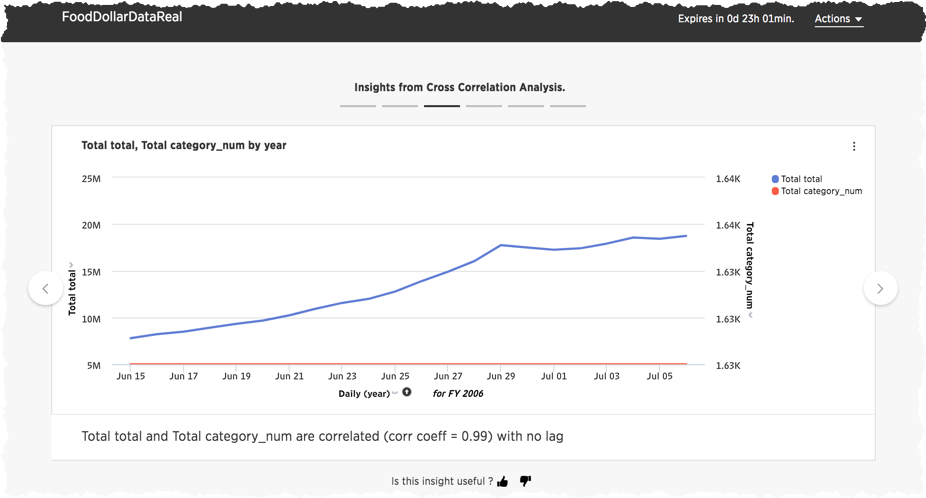 FoodDollarDataReal
Expires in 0d 23h 01min.
Actions
Insights from Cross Correlation Analysis.
Total total, Total category_num by year
25M
20M
15M
10M
5M
Total total
1.64K
1.64K
1.63K
1.63K
1.63K
Total category_num
Total total
Total category_num
Jun 15 Jun 17 Jun 19 Jun 21 Jun 23 Jun 25 Jun 27 Jun 29 Jul 01 Jul 03 Jul 05
Daily (year) for FY 2006
Total total and Total category_num are correlated (corr coeff = 0.99) with no lag
Is this insight useful ?